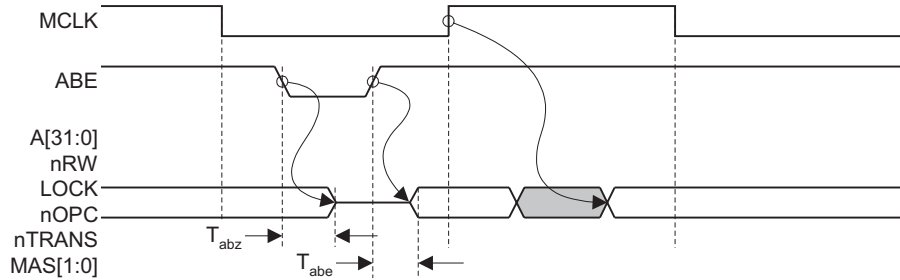 MCLK
ABE
A[31:0]
nRW
LOCK
nOPC
nTRANS
MAS[1:0]
Tabz
Tabe